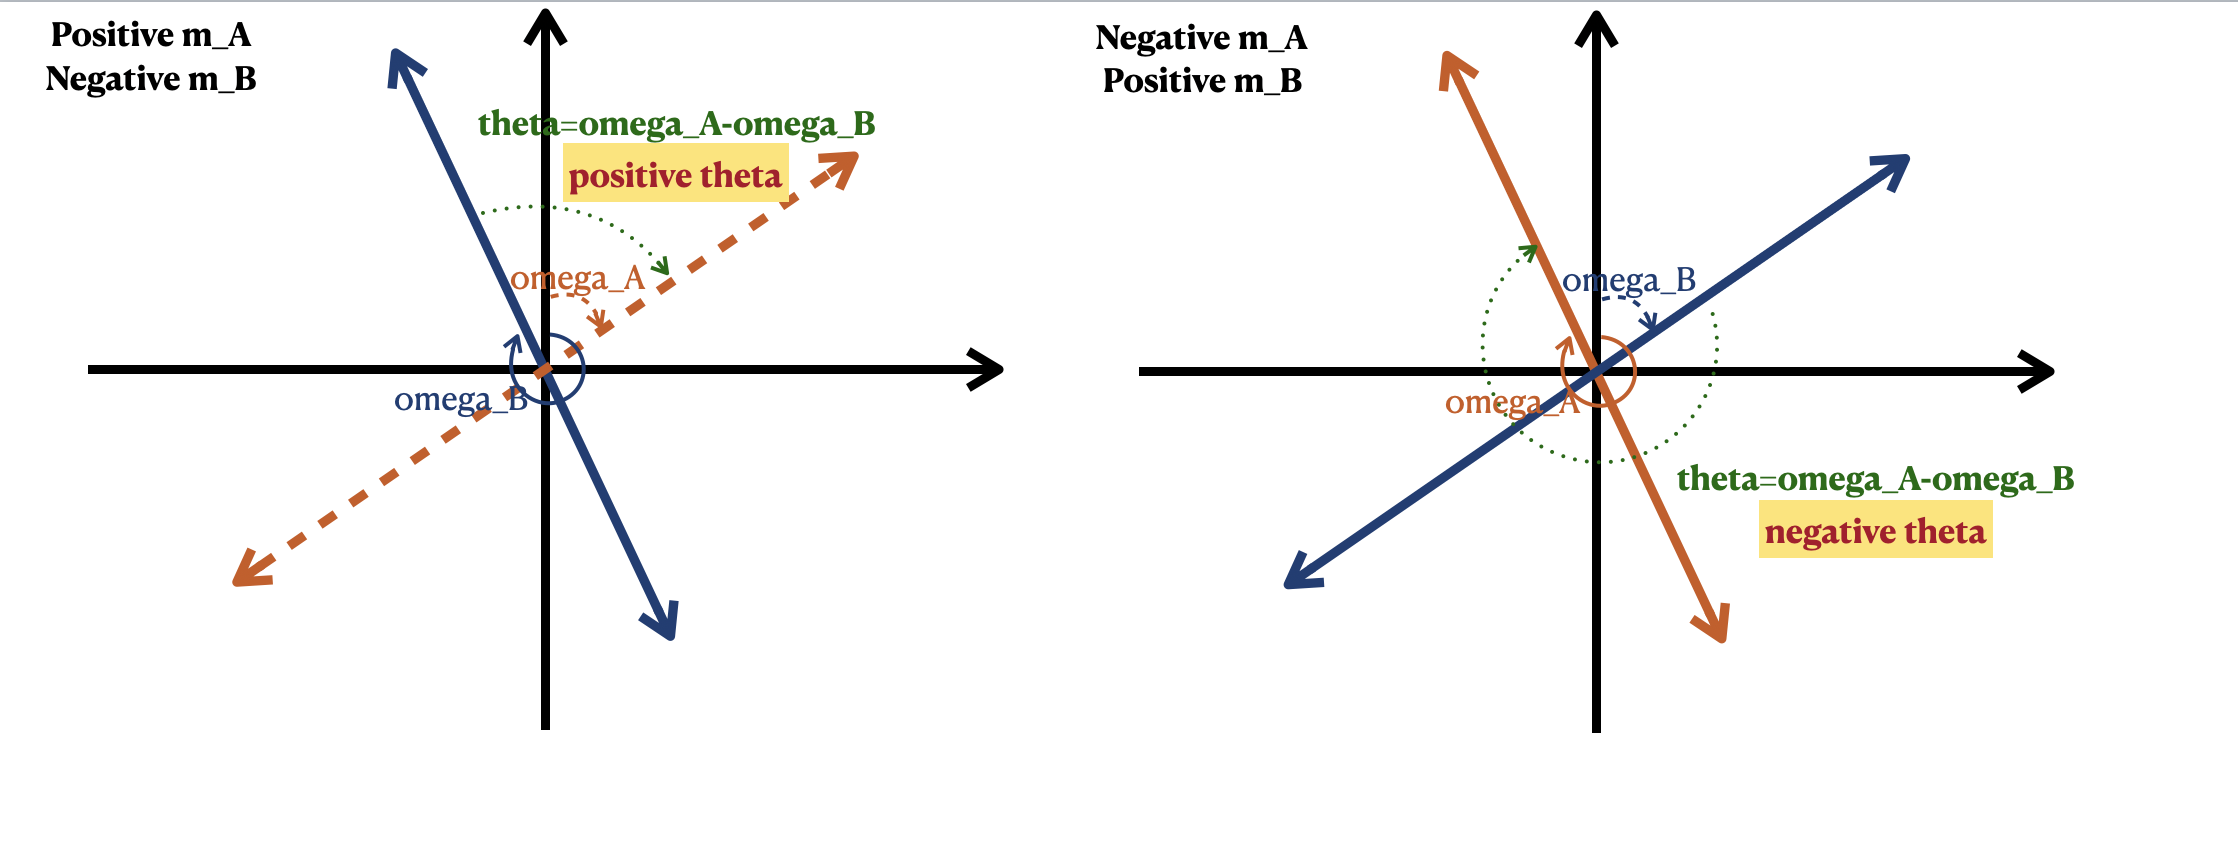 Positive m_A
Negative m_B
theta=omega_A-omega_B
positive theta
omega_A
omega_B
Negative m_A
Positive m_B
omega_B
omega_A
theta=omega_A-omega_B
negative theta